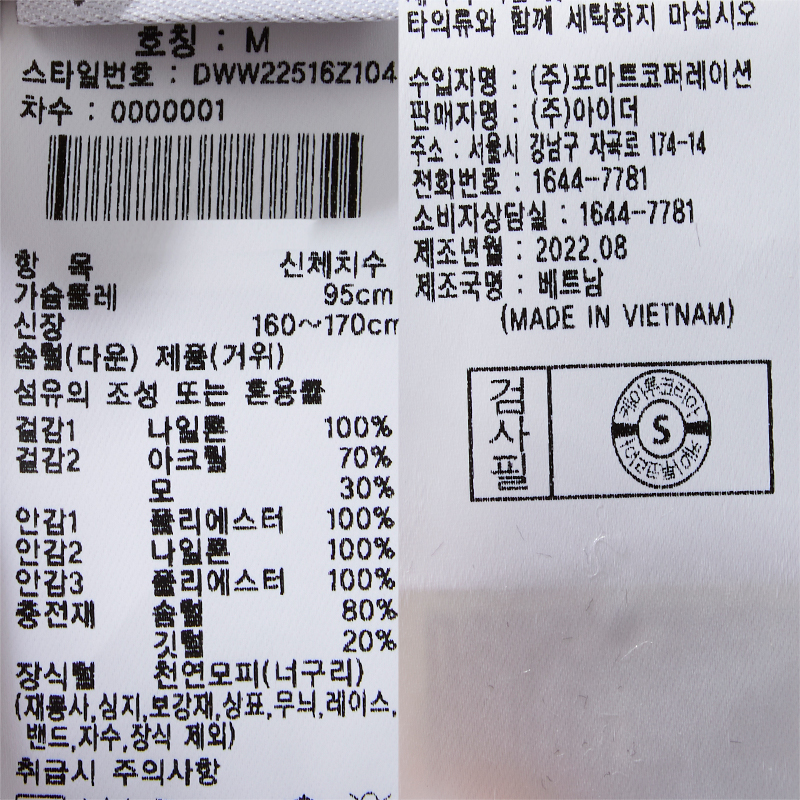 호칭 : M
스타일번호 : DWW22516Z104
차수 : 0000001
항 목 신체치수
가슴둘레 95cm
신장 160~170cm
솜털(다운) 제품(거위)
섬유의 조성 또는 혼용률
겉감1 나일론 100%
겉감2 아크릴 70%
모 30%
안감1 폴리에스터 100%
안감2 나일론 100%
안감3 폴리에스터 100%
충전재 솜털 80%
깃털 20%
장식털 천연모피(너구리)
(재봉사,심지,보강재,상표,무늬,레이스,
밴드,자수,장식 제외)
취급시 주의사항
타의류와 함께 세탁하지 마십시오
수입자명 : (주)포마트코퍼레이션
판매자명 : (주)아이더
주소 : 서울시 강남구 자곡로 174-14
전화번호 : 1644-7781
소비자상담실 : 1644-7781
제조년월 : 2022.08
제조국명 : 베트남
(MADE IN VIETNAM)
검사필
S